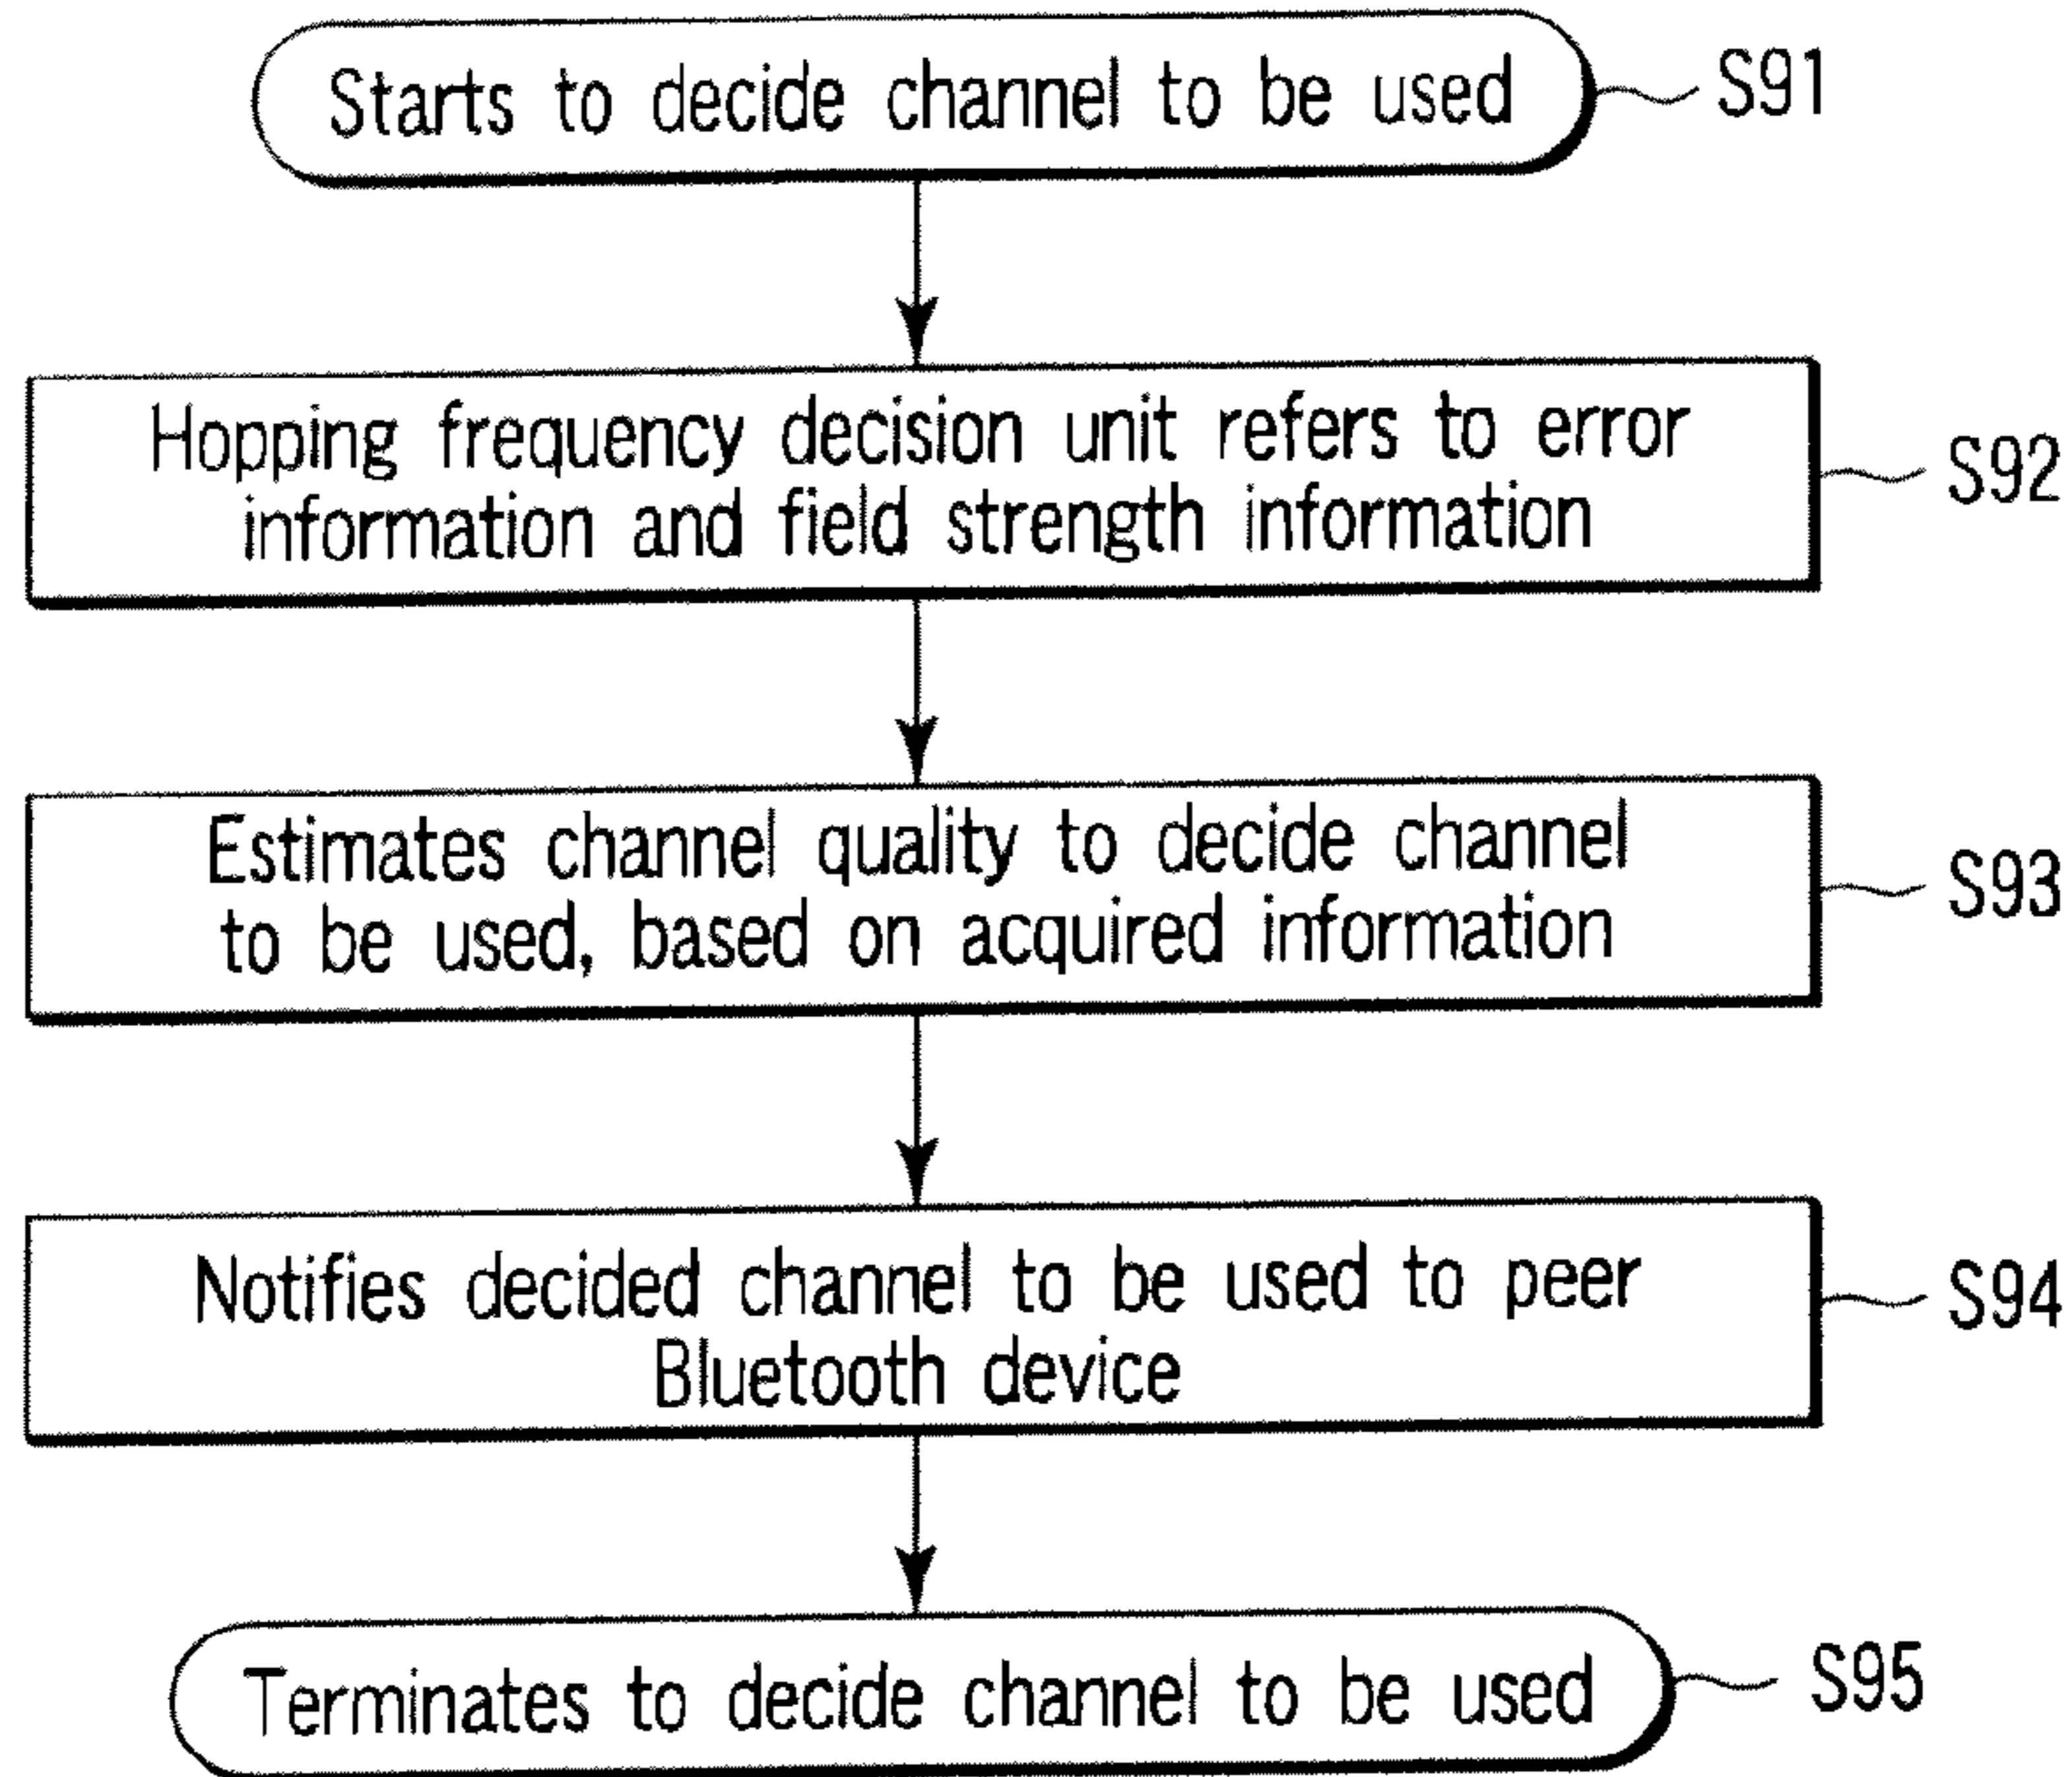 Starts to decide channel to be used
S91
Hopping frequency decision unit refers to error
information and field strength information
S92
Estimates channel quality to decide channel
to be used, based on acquired information
S93
Notifies decided channel to be used to peer
Bluetooth device
S94
Terminates to decide channel to be used
S95